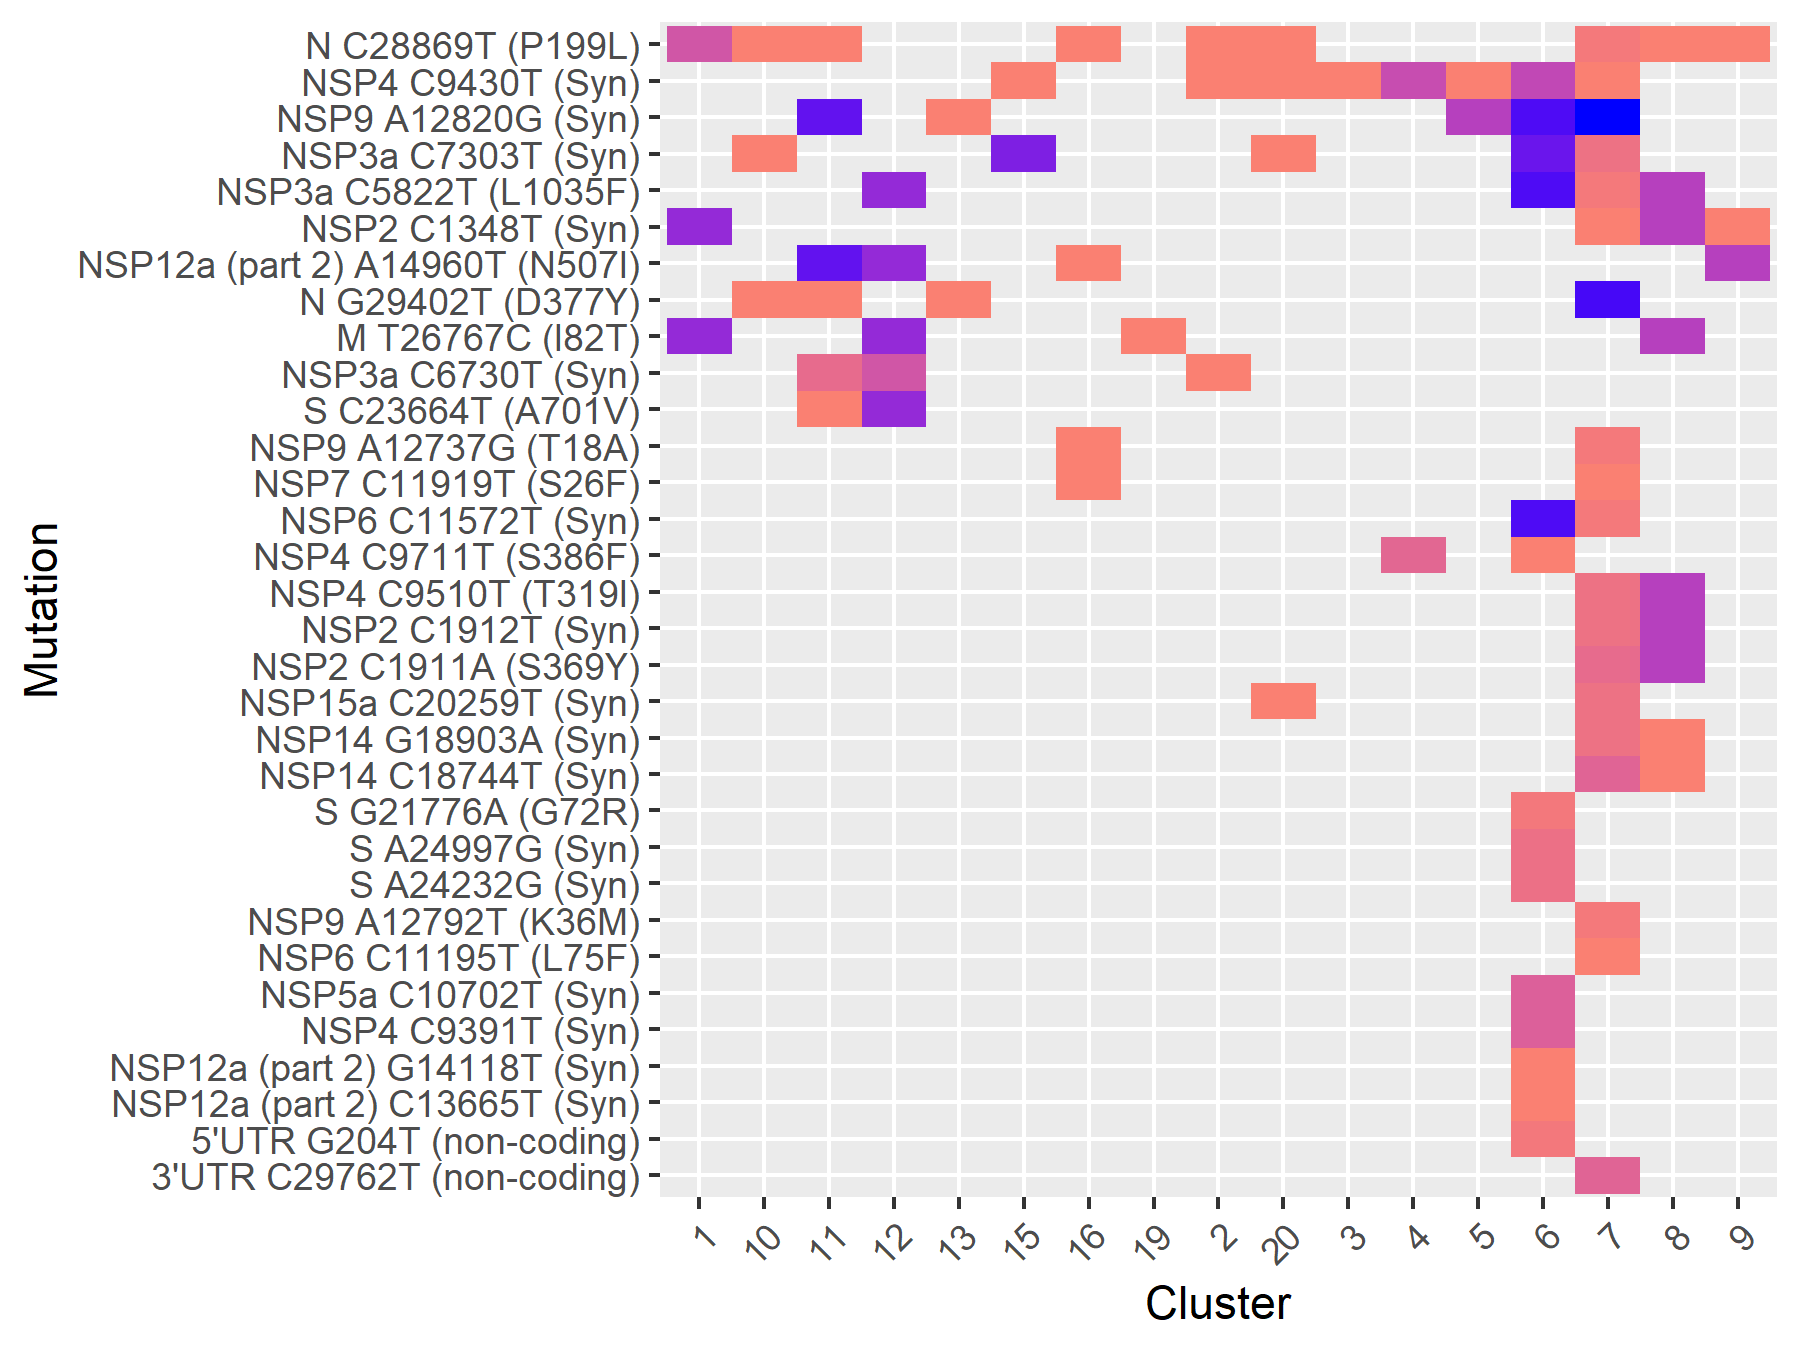 N C28869T (P199L)
NSP4 C9430T (Syn)
NSP9 A12820G (Syn)
NSP3a C7303T (Syn)
NSP3a C5822T (L1035F)
NSP2 C1348T (Syn)
NSP12a (part 2) A14960T (N507I)
N G29402T (D377Y)
M T26767C (I82T)
NSP3a C6730T (Syn)
S C23664T (A701V)
NSP9 A12737G (T18A)
NSP7 C11919T (S26F)
NSP6 C11572T (Syn)
NSP4 C9711T (S386F)
NSP4 C9510T (T319I)
NSP2 C1912T (Syn)
NSP2 C1911A (S369Y)
NSP15a C20259T (Syn)
NSP14 G18903A (Syn)
NSP14 C18744T (Syn)
S G21776A (G72R)
S A24997G (Syn)
S A24232G (Syn)
NSP9 A12792T (K36M)
NSP6 C11195T (L75F)
NSP5a C10702T (Syn)
NSP4 C9391T (Syn)
NSP12a (part 2) G14118T (Syn)
NSP12a (part 2) C13665T (Syn)
5'UTR G204T (non-coding)
3'UTR C29762T (non-coding)
Mutation
1 10 11 12 13 15 16 19 2 20 3 4 5 6 7 8 9
Cluster